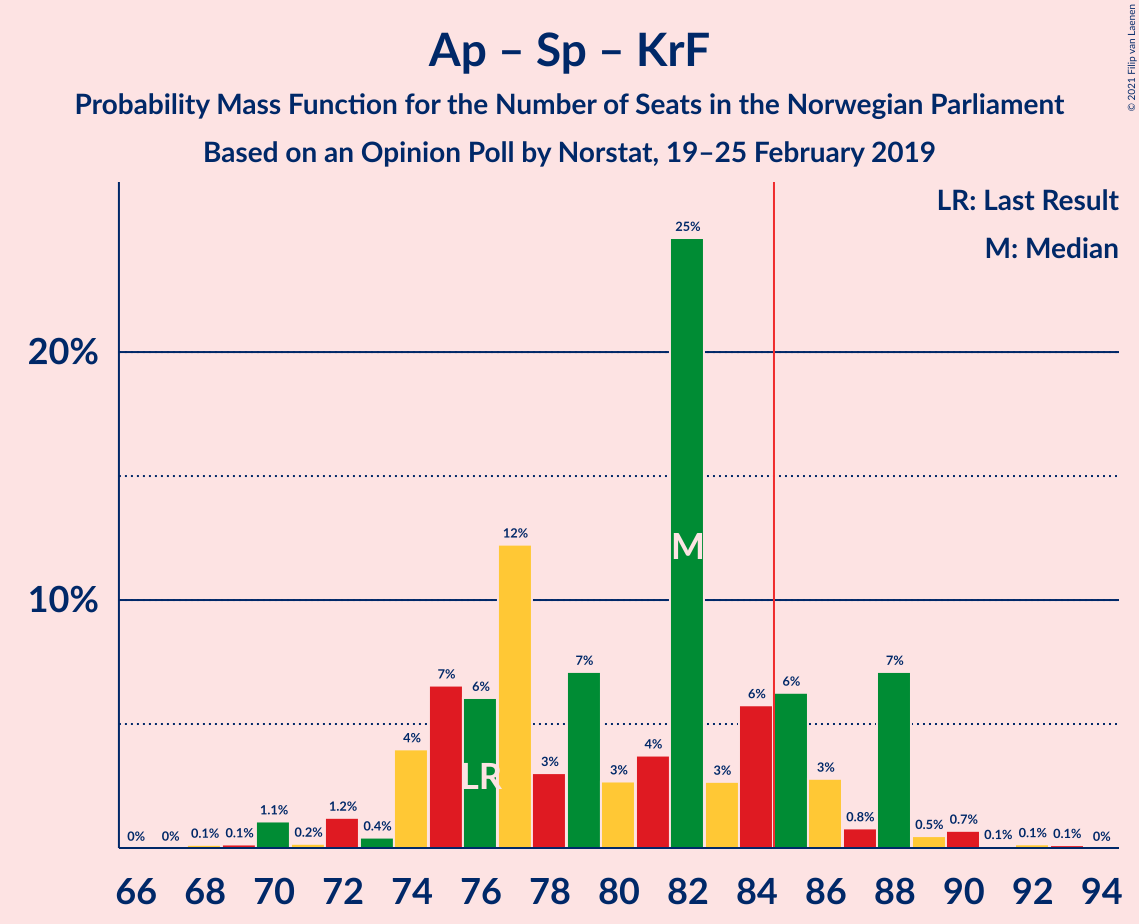 Ap – Sp – KrF
Probability Mass Function for the Number of Seats in the Norwegian Parliament
Based on an Opinion Poll by Norstat, 19–25 February 2019
© 2021 Filip van Laenen
LR: Last Result
M: Median
20%
10%
0% 0% 0.1% 0.1% 1.1% 0.2% 1.2% 0.4% 4% 7% 6% 12% 3% 7% 3% 4% 25% 3% 6% 6% 3% 0.8% 7% 0.5% 0.7% 0.1% 0.1% 0.1% 0%
LR
M
66 68 70 72 74 76 78 80 82 84 86 88 90 92 94